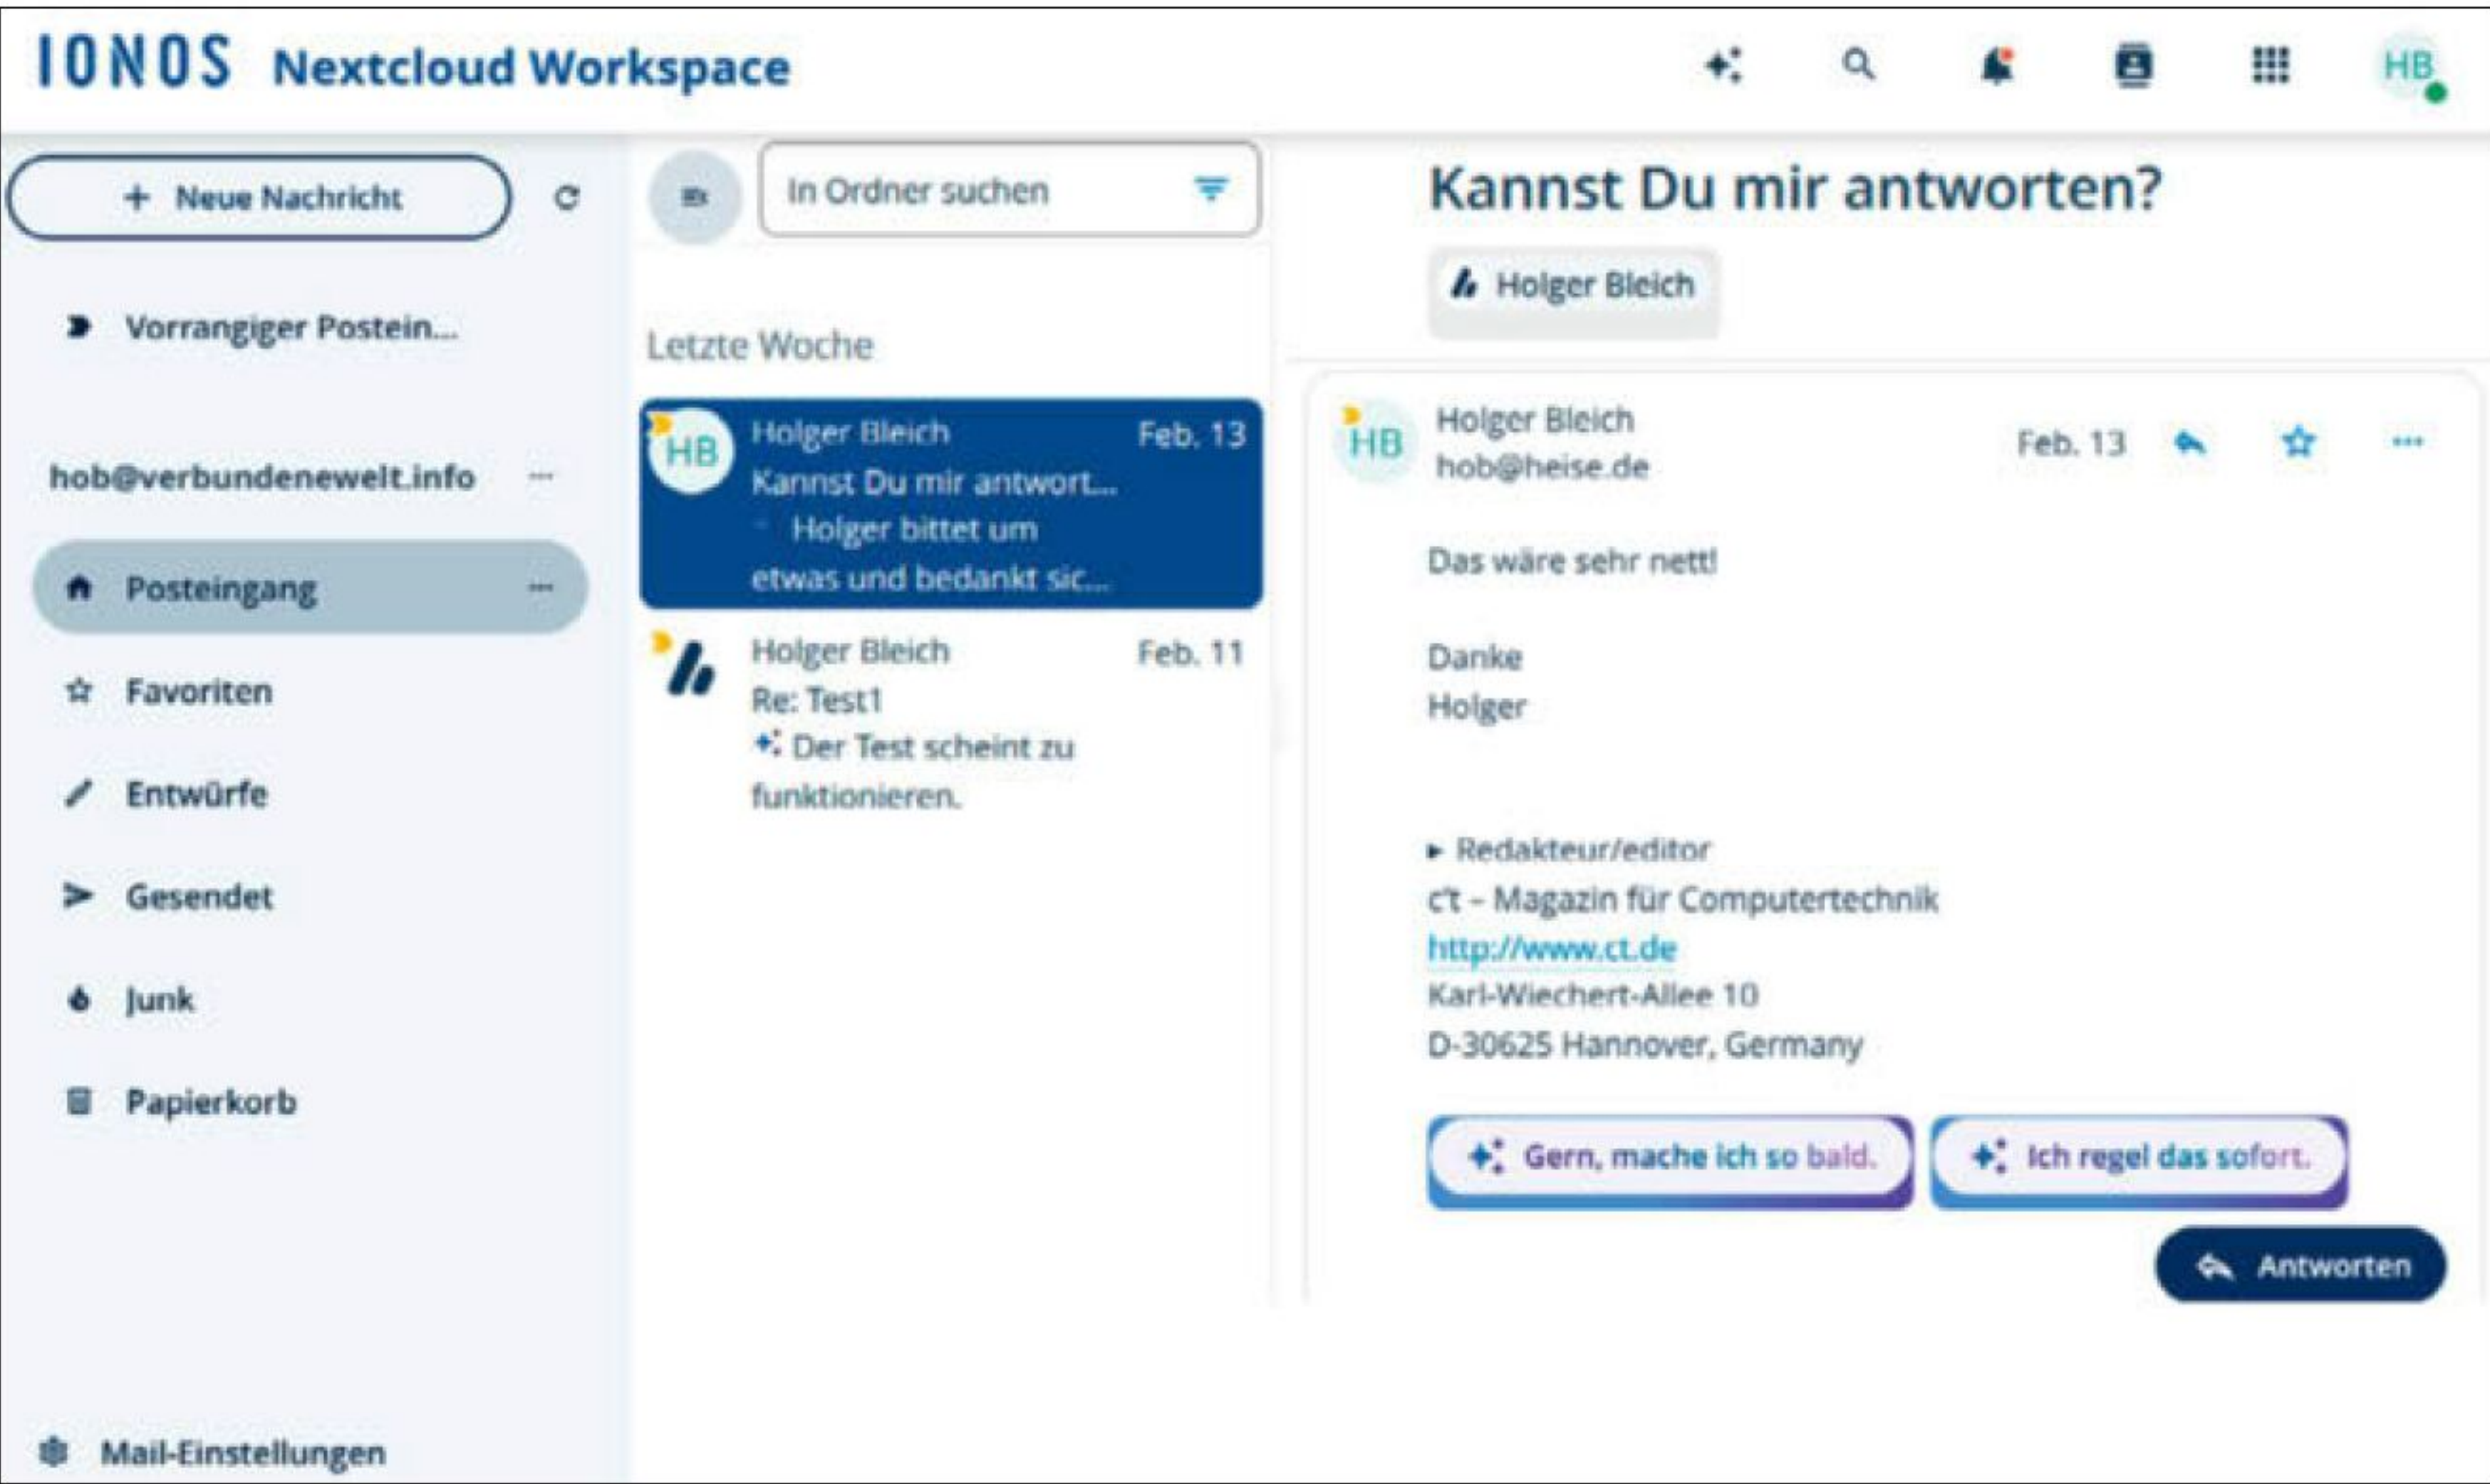 IONOS Nextcloud Workspace
HB
+ Neue Nachricht
In Ordner suchen
Vorrangiger Postein...
hob@verbundenewelt.info
Posteingang
Favoriten
Entwürfe
Gesendet
Junk
Papierkorb
Mail-Einstellungen
Letzte Woche
HB
Holger Bleich Feb. 13
Kannst Du mir antwort...
Holger bittet um
etwas und bedankt sic...
Holger Bleich Feb. 11
Re: Test1
Der Test scheint zu
funktionieren.
Kannst Du mir antworten?
Holger Bleich
HB
Holger Bleich
hob@heise.de
Feb. 13
Das wäre sehr nett!
Danke
Holger
Redakteur/editor
c't – Magazin für Computertechnik
http://www.ct.de
Karl-Wiechert-Allee 10
D-30625 Hannover, Germany
Gern, mache ich so bald.
Ich regel das sofort.
Antworten